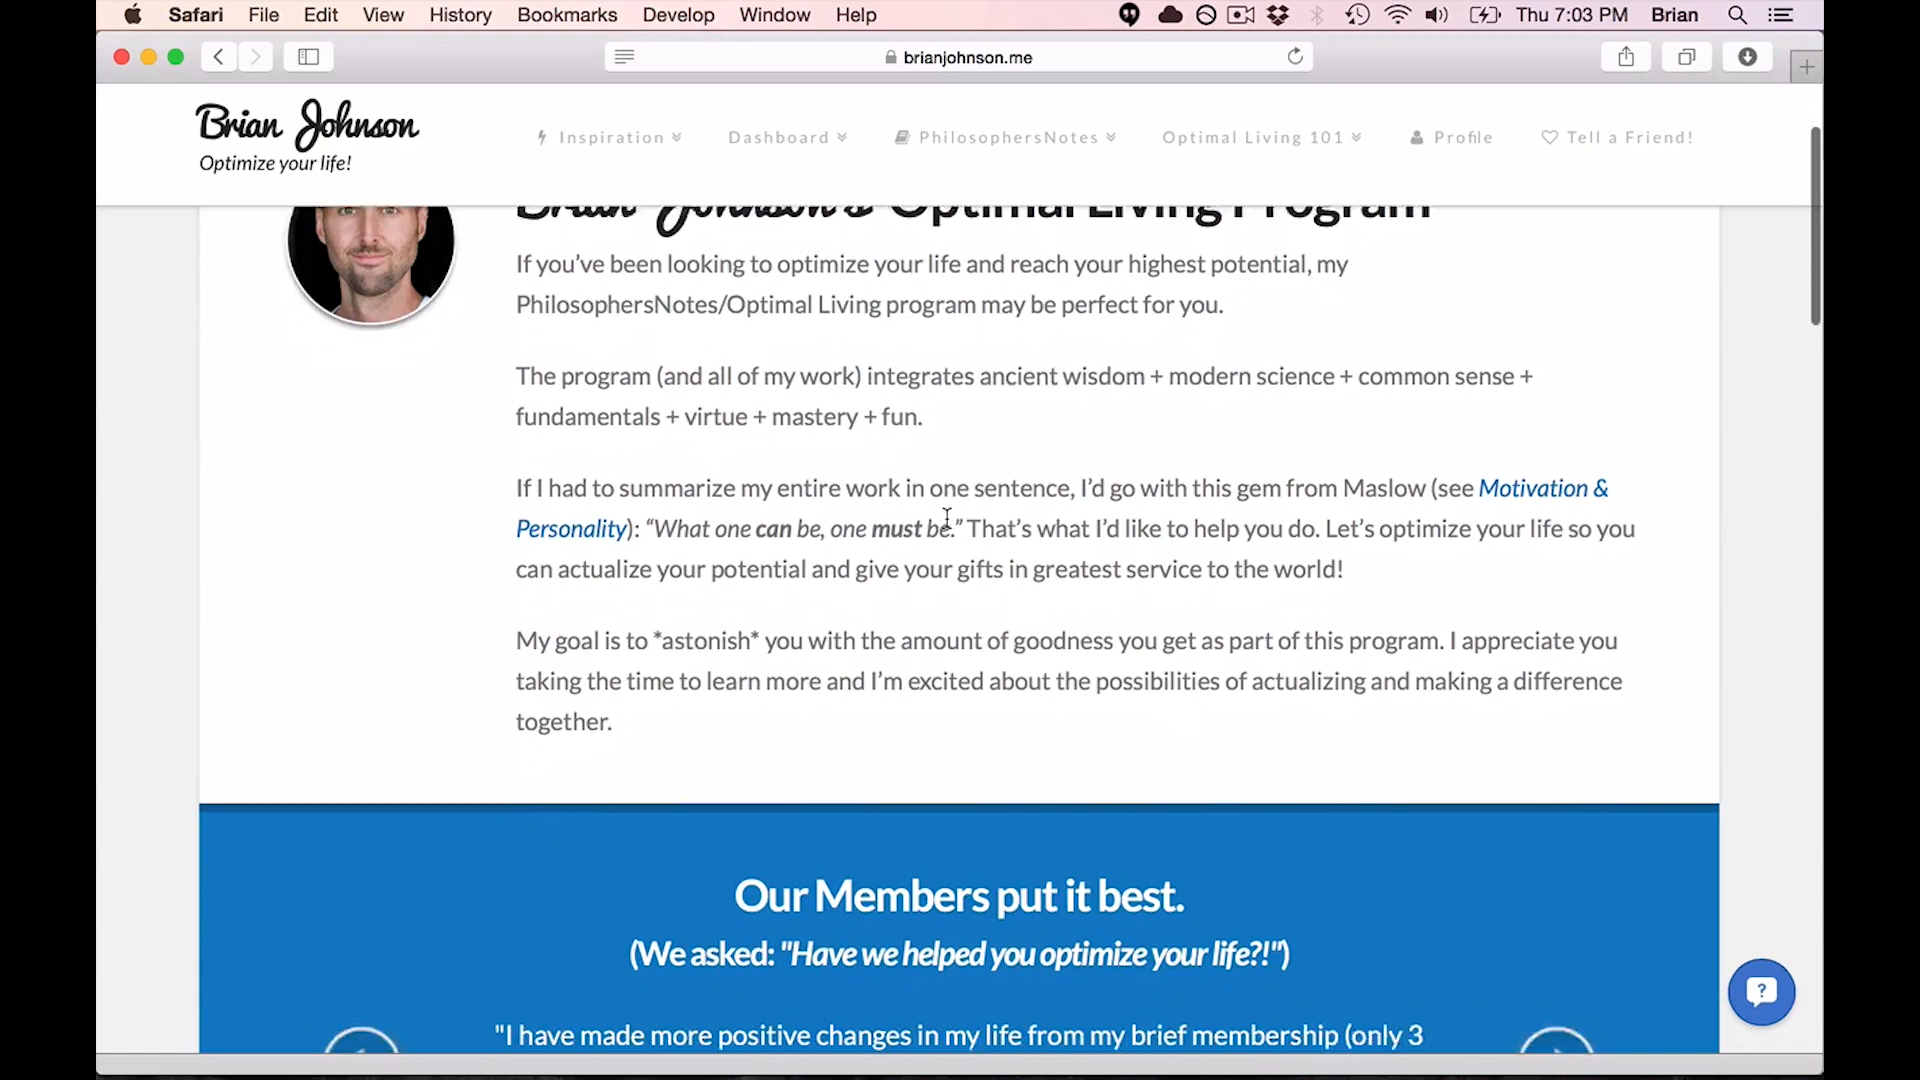 Safari File Edit View History Bookmarks Develop Window Help Thu 7:03 PM Brian
brianjohnson.me
Brian Johnson
Optimize your life!
Inspiration Dashboard PhilosophersNotes Optimal Living 101 Profile Tell a Friend!
Brian Johnson's Optimal Living Program
If you’ve been looking to optimize your life and reach your highest potential, my
PhilosophersNotes/Optimal Living program may be perfect for you.
The program (and all of my work) integrates ancient wisdom + modern science + common sense +
fundamentals + virtue + mastery + fun.
If I had to summarize my entire work in one sentence, I’d go with this gem from Maslow (see Motivation &
Personality): “What one can be, one must be.” That’s what I’d like to help you do. Let’s optimize your life so you
can actualize your potential and give your gifts in greatest service to the world!
My goal is to *astonish* you with the amount of goodness you get as part of this program. I appreciate you
taking the time to learn more and I’m excited about the possibilities of actualizing and making a difference
together.
Our Members put it best.
(We asked: "Have we helped you optimize your life?!")
"I have made more positive changes in my life from my brief membership (only 3